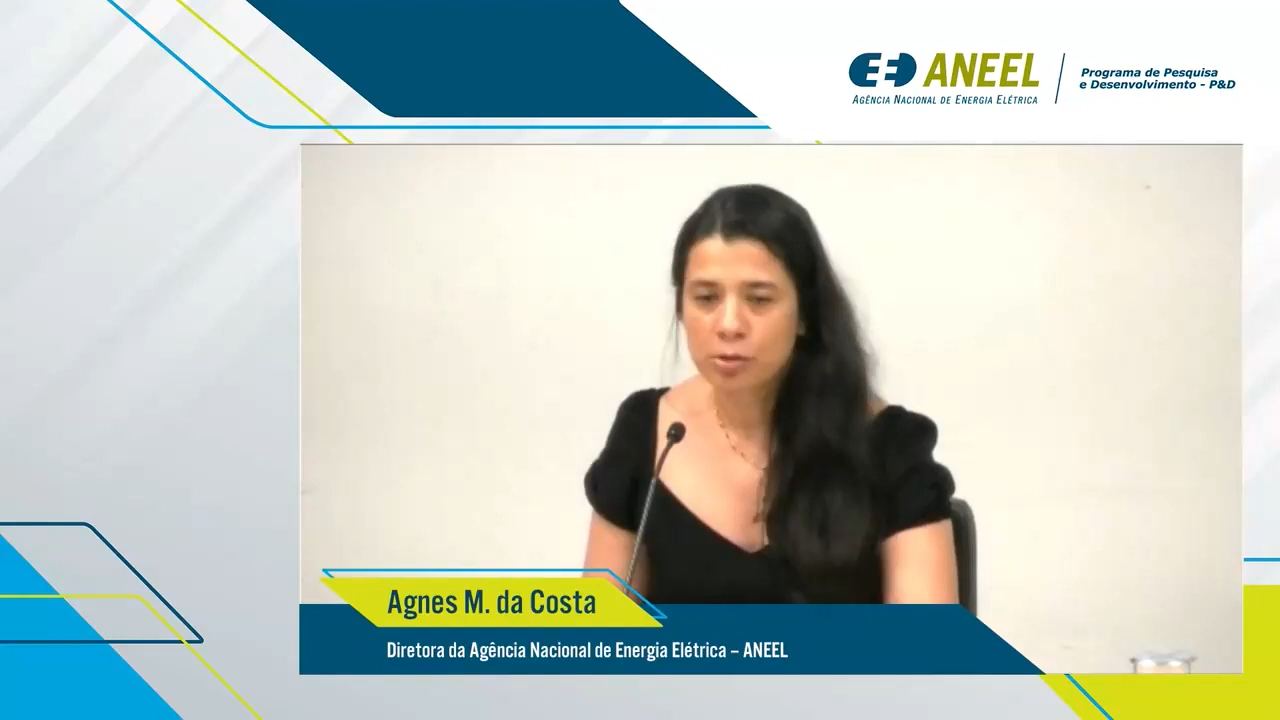 ANEEL
AGÊNCIA NACIONAL DE ENERGIA ELÉTRICA
Programa de Pesquisa
e Desenvolvimento - P&D
Agnes M. da Costa
Diretora da Agência Nacional de Energia Elétrica – ANEEL